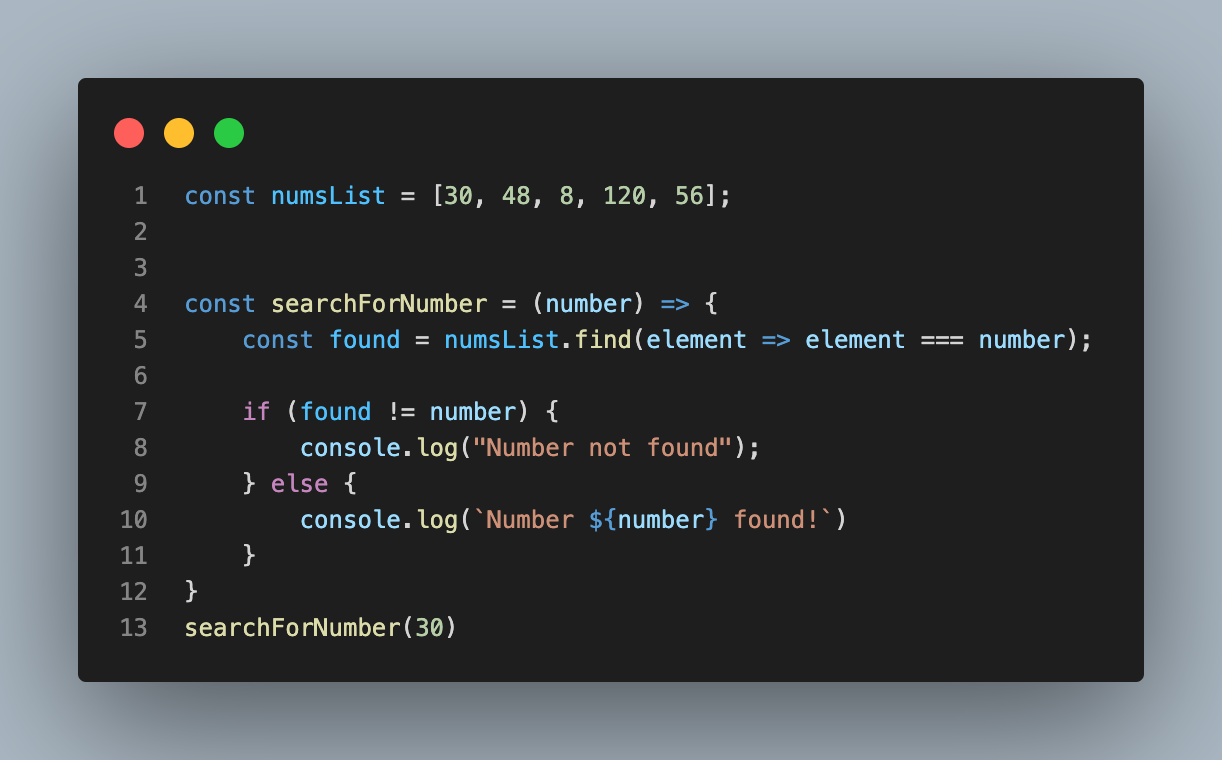 1 const numsList = [30, 48, 8, 120, 56];
2
3
4 const searchForNumber = (number) => {
5     const found = numsList.find(element => element === number);
6
7     if (found != number) {
8         console.log("Number not found");
9     } else {
10         console.log(`Number ${number} found!`)
11     }
12 }
13 searchForNumber(30)